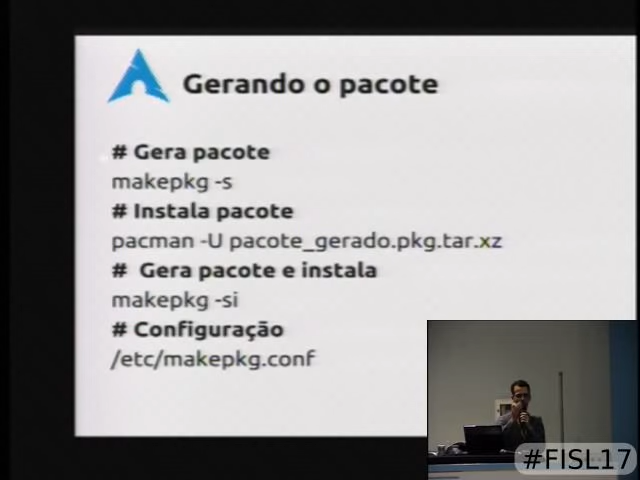 Gerando o pacote
# Gera pacote
makepkg -s
# Instala pacote
pacman -U pacote_gerado.pkg.tar.xz
#  Gera pacote e instala
makepkg -si
# Configuração
/etc/makepkg.conf
#FISL17